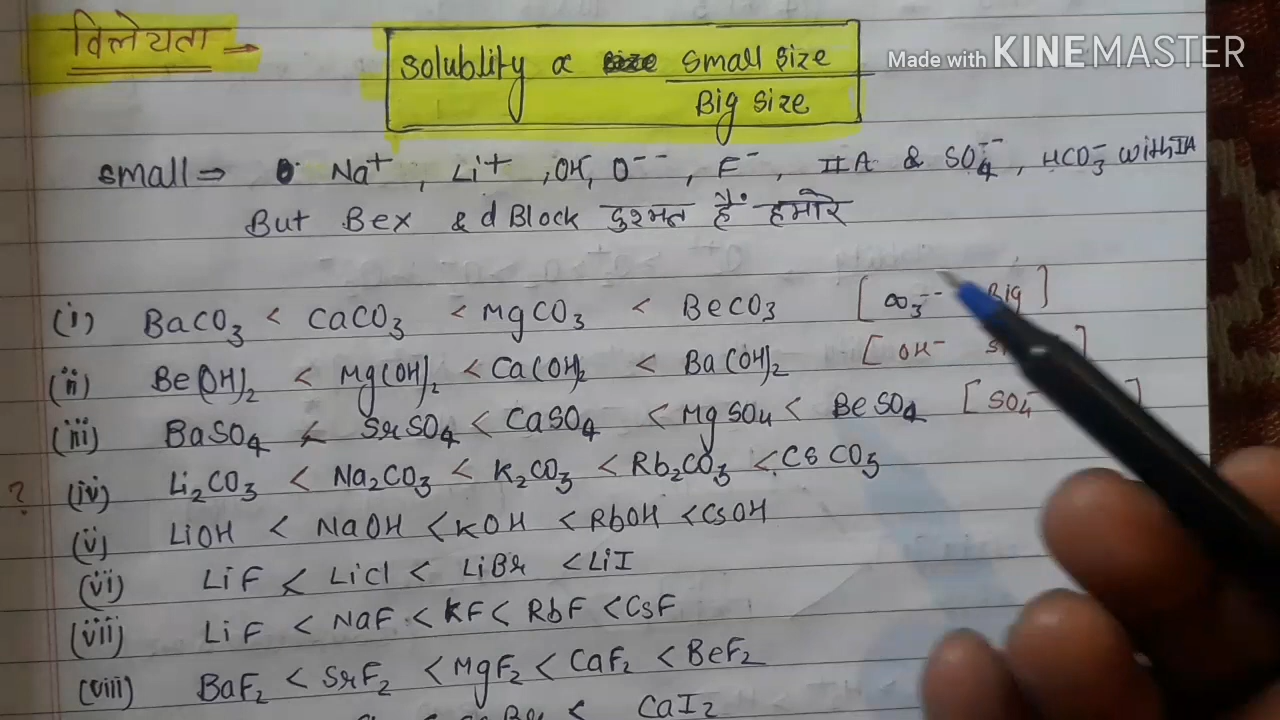 विलेयता →
Solublity ∝ small size / Big size
Made with KINEMASTER
small ⇒ Na⁺, Li⁺, OH, O⁻⁻, F⁻, IIA & SO₄⁻⁻, HCO₃⁻ with IA
But Bex & d Block दुश्मन है हमारे
(i) BaCO₃ < CaCO₃ < MgCO₃ < BeCO₃ [CO₃⁻⁻ Big]
(ii) Be(OH)₂ < Mg(OH)₂ < Ca(OH)₂ < Ba(OH)₂ [OH⁻ ]
(iii) BaSO₄ < SrSO₄ < CaSO₄ < MgSO₄ < BeSO₄ [SO₄ ]
? (iv) Li₂CO₃ < Na₂CO₃ < K₂CO₃ < Rb₂CO₃ < CsCO₃
(v) LiOH < NaOH < KOH < RbOH < CsOH
(vi) LiF < LiCl < LiBr < LiI
(vii) LiF < NaF < KF < RbF < CsF
(viii) BaF₂ < SrF₂ < MgF₂ < CaF₂ < BeF₂
< CaI₂